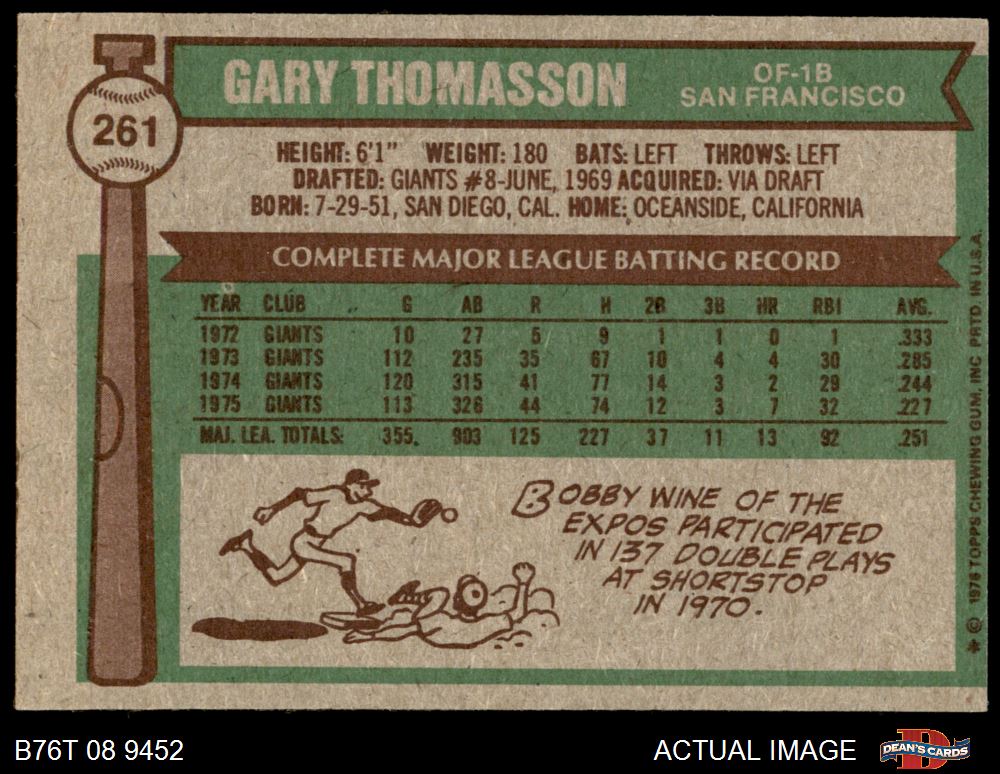 261
GARY THOMASSON
OF-1B
SAN FRANCISCO
HEIGHT: 6'1" WEIGHT: 180 BATS: LEFT THROWS: LEFT
DRAFTED: GIANTS #8-JUNE, 1969 ACQUIRED: VIA DRAFT
BORN: 7-29-51, SAN DIEGO, CAL. HOME: OCEANSIDE, CALIFORNIA
COMPLETE MAJOR LEAGUE BATTING RECORD
YEAR CLUB G AB R H 2B 3B HR RBI AVG.
1972 GIANTS 10 27 5 9 1 1 0 1 .333
1973 GIANTS 112 235 35 67 10 4 4 30 .285
1974 GIANTS 120 315 41 77 14 3 2 29 .244
1975 GIANTS 113 326 44 74 12 3 7 32 .227
MAJ. LEA. TOTALS: 355 903 125 227 37 11 13 92 .251
BOBBY WINE OF THE
EXPOS PARTICIPATED
IN 137 DOUBLE PLAYS
AT SHORTSTOP
IN 1970.
* © 1976 TOPPS CHEWING GUM, INC. PRTD. IN U.S.A.
B76T 08 9452
ACTUAL IMAGE
DEAN'S CARDS